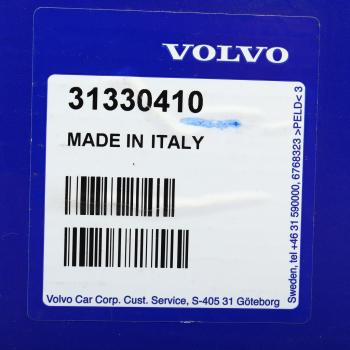 VOLVO
31330410
MADE IN ITALY
Volvo Car Corp. Cust. Service, S-405 31 Göteborg
Sweden, tel +46 31 590000, 6768323 >PELD< 3